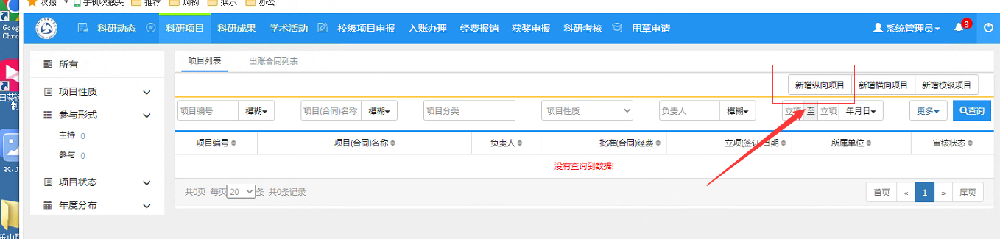 收藏 手机收藏夹 推荐 购物 娱乐 办公
科研动态 科研项目 科研成果 学术活动 校级项目申报 入账办理 经费报销 获奖申报 科研考核 用章申请 系统管理员 3
所有
项目性质
参与形式
主持 0
参与 0
项目状态
年度分布
项目列表 出账合同列表
新增纵向项目 新增横向项目 新增校级项目
项目编号 模糊 项目(合同)名称 模糊 项目分类 项目性质 负责人 模糊 立项 至 立项 年月日 更多 查询
项目编号 项目(合同)名称 负责人 批准(合同)经费 立项(签订)日期 所属单位 审核状态
没有查询到数据!
共0页 每页 20 条 共0条记录 首页 « 1 » 尾页
Goog
Chro
qq.j